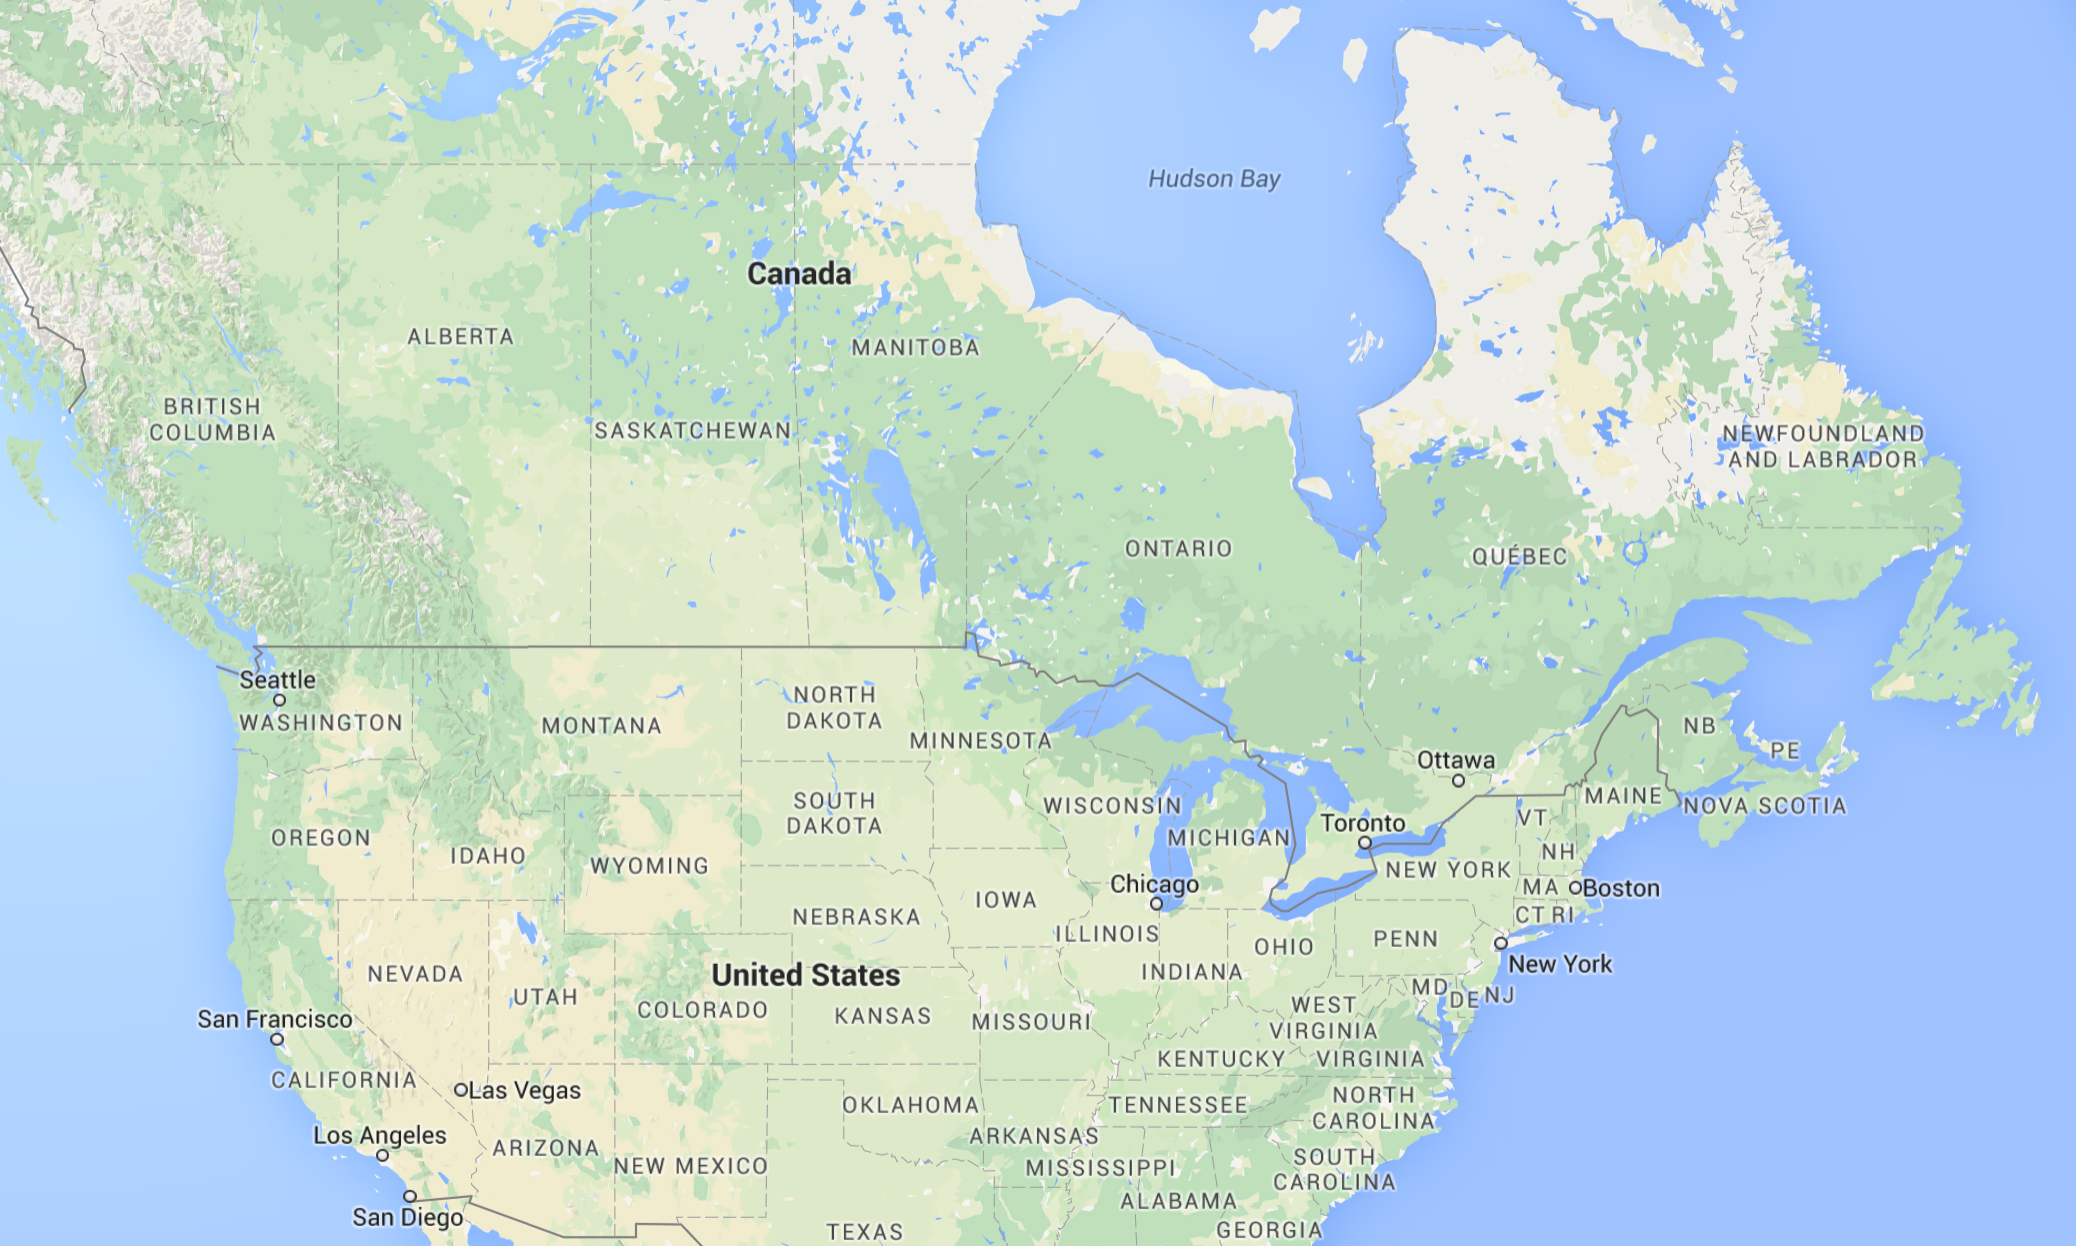 Hudson Bay
Canada
ALBERTA
MANITOBA
BRITISH
COLUMBIA
SASKATCHEWAN
NEWFOUNDLAND
AND LABRADOR
ONTARIO
QUÉBEC
Seattle
WASHINGTON
MONTANA
NORTH
DAKOTA
MINNESOTA
Ottawa
NB
PE
OREGON
IDAHO
WYOMING
SOUTH
DAKOTA
WISCONSIN
MICHIGAN
Toronto
VT
MAINE
NOVA SCOTIA
NH
NEW YORK
Chicago
MA
Boston
CT RI
IOWA
NEBRASKA
ILLINOIS
INDIANA
OHIO
PENN
New York
NEVADA
UTAH
United States
COLORADO
KANSAS
MISSOURI
WEST
VIRGINIA
MD
DE
NJ
San Francisco
CALIFORNIA
Las Vegas
KENTUCKY
VIRGINIA
Los Angeles
ARIZONA
NEW MEXICO
OKLAHOMA
ARKANSAS
TENNESSEE
NORTH
CAROLINA
MISSISSIPPI
SOUTH
CAROLINA
San Diego
TEXAS
ALABAMA
GEORGIA